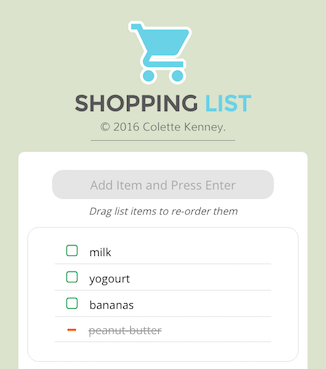 SHOPPING LIST
© 2016 Colette Kenney.
Add Item and Press Enter
Drag list items to re-order them
milk
yogourt
bananas
peanut-butter